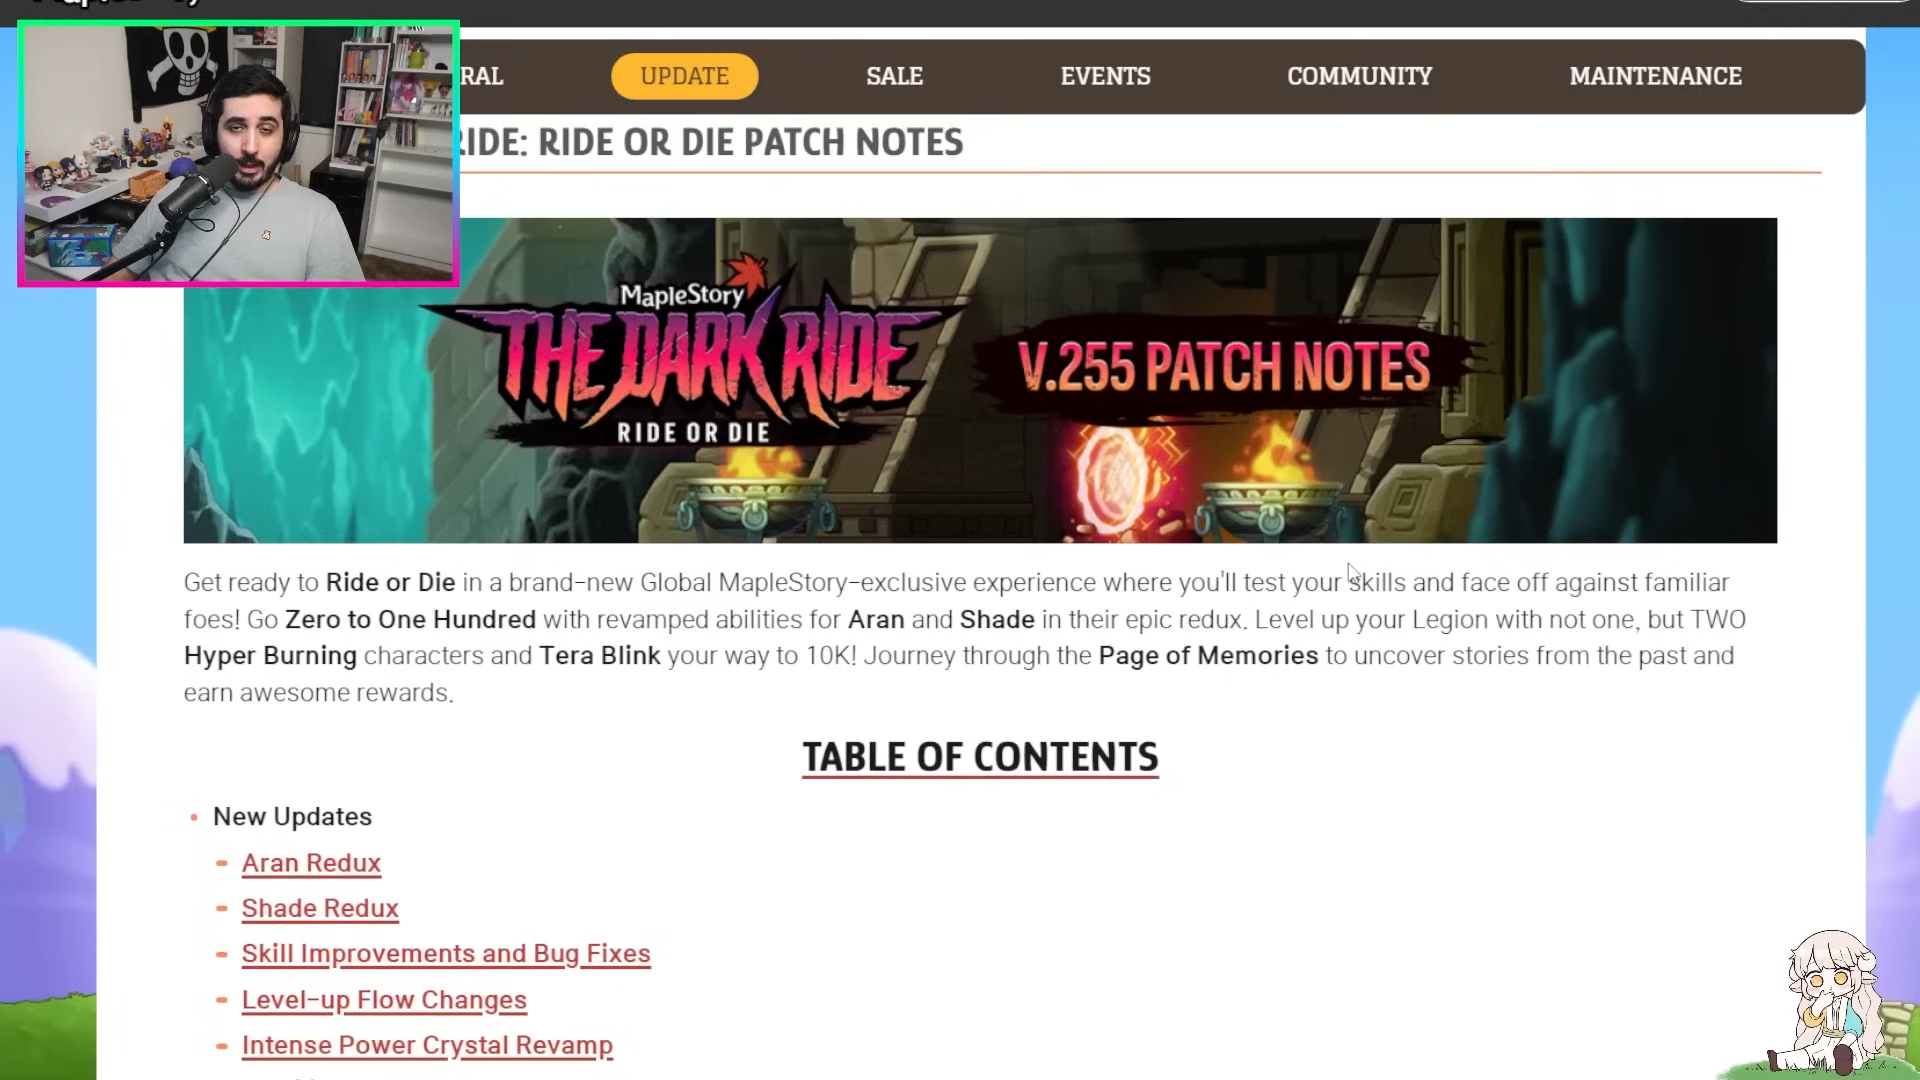 UPDATE
SALE
EVENTS
COMMUNITY
MAINTENANCE
RIDE: RIDE OR DIE PATCH NOTES
MapleStory
THE DARK RIDE
RIDE OR DIE
V.255 PATCH NOTES
Get ready to Ride or Die in a brand-new Global MapleStory-exclusive experience where you'll test your skills and face off against familiar
foes! Go Zero to One Hundred with revamped abilities for Aran and Shade in their epic redux. Level up your Legion with not one, but TWO
Hyper Burning characters and Tera Blink your way to 10K! Journey through the Page of Memories to uncover stories from the past and
earn awesome rewards.
TABLE OF CONTENTS
• New Updates
- Aran Redux
- Shade Redux
- Skill Improvements and Bug Fixes
- Level-up Flow Changes
- Intense Power Crystal Revamp